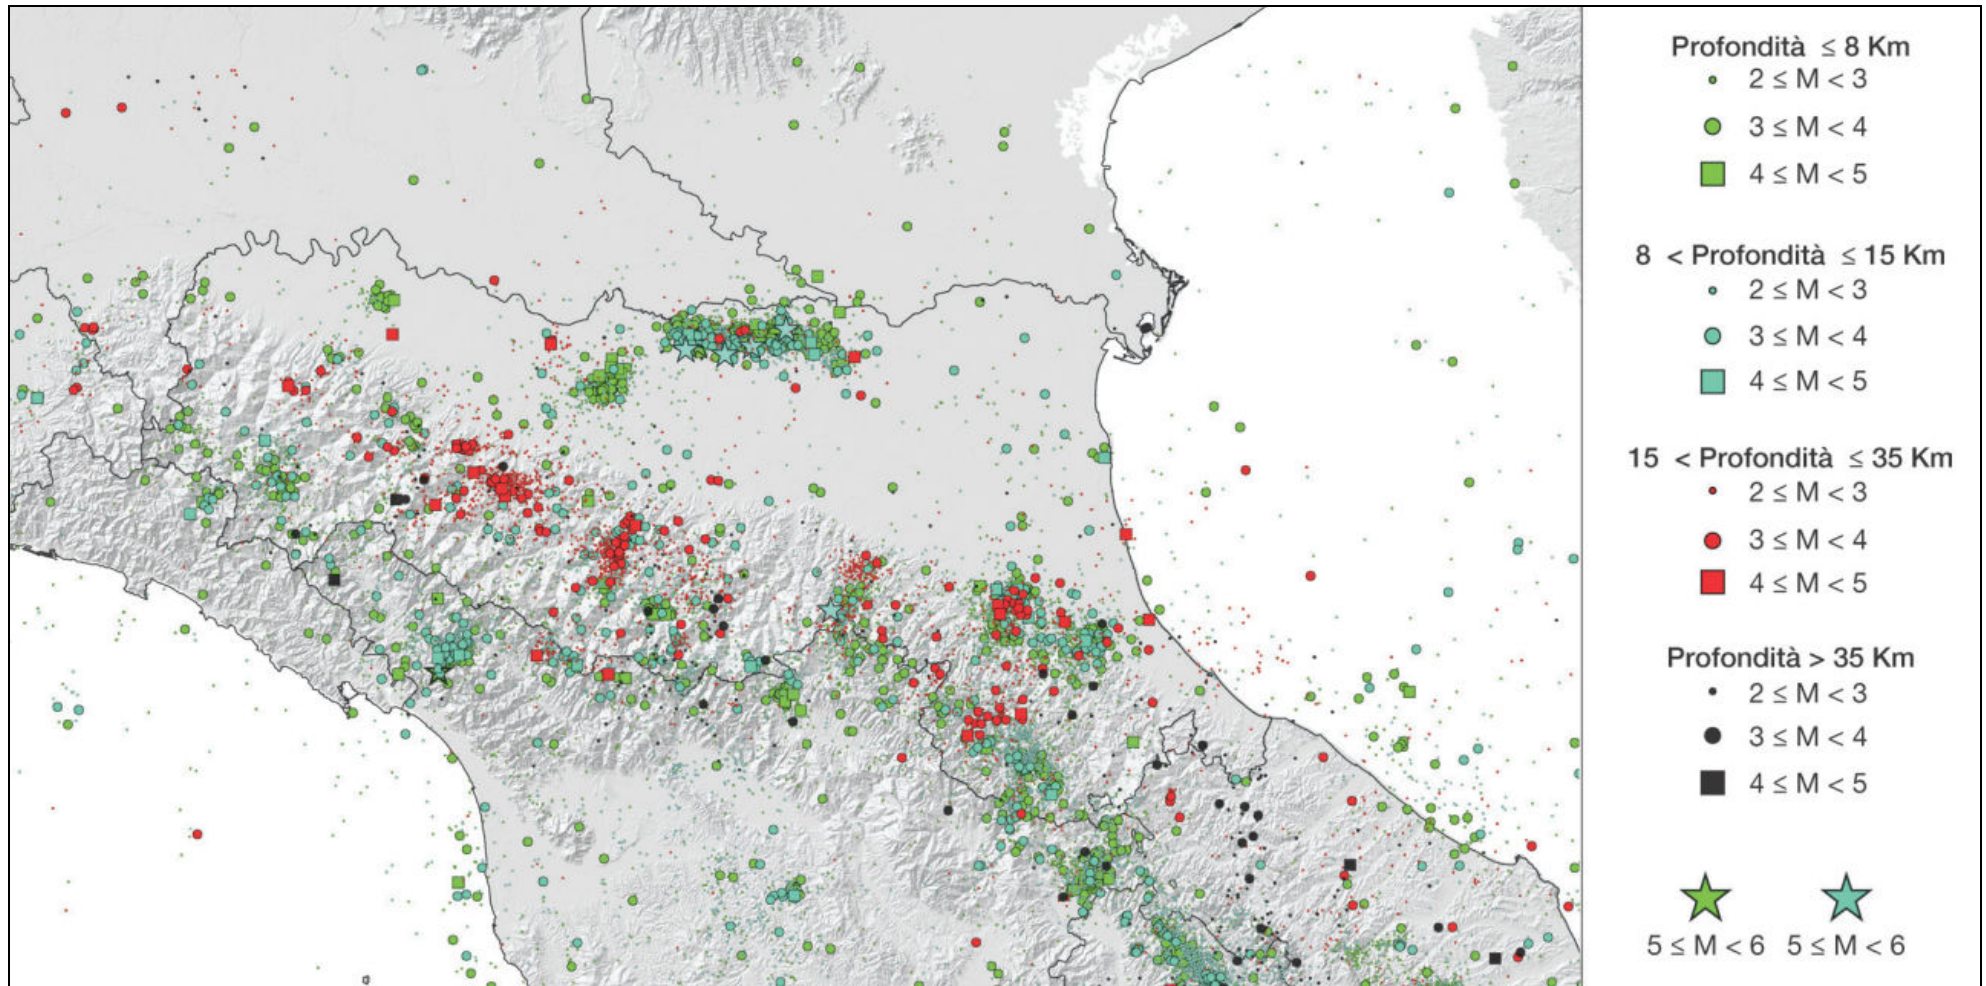 Profondità ≤ 8 Km
2 ≤ M < 3
3 ≤ M < 4
4 ≤ M < 5
8 < Profondità ≤ 15 Km
2 ≤ M < 3
3 ≤ M < 4
4 ≤ M < 5
15 < Profondità ≤ 35 Km
2 ≤ M < 3
3 ≤ M < 4
4 ≤ M < 5
Profondità > 35 Km
2 ≤ M < 3
3 ≤ M < 4
4 ≤ M < 5
5 ≤ M < 6 5 ≤ M < 6